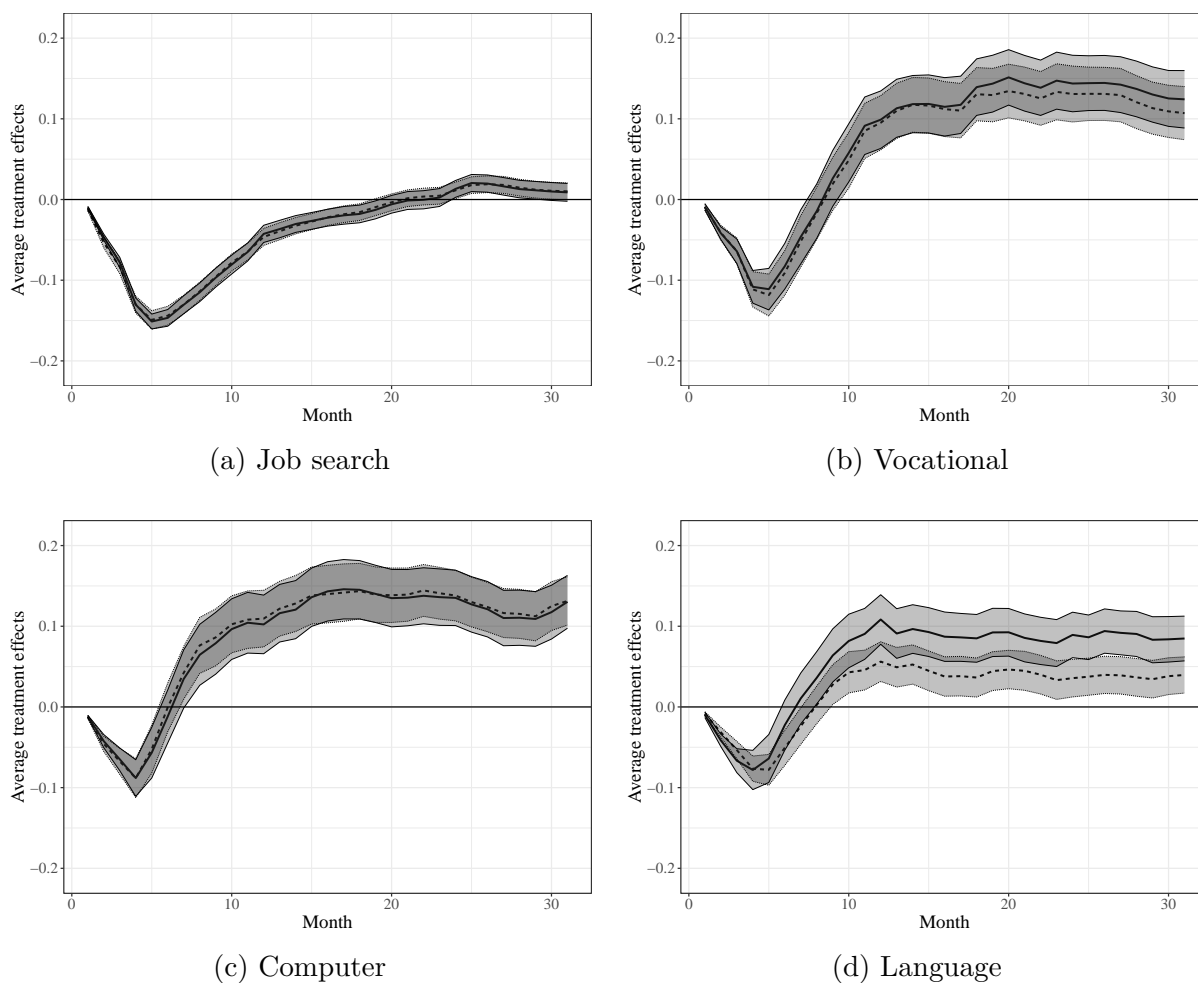 0.2
0.1
0.0
−0.1
−0.2
Average treatment effects
0 10 20 30
Month
(a) Job search
0.2
0.1
0.0
−0.1
−0.2
Average treatment effects
0 10 20 30
Month
(b) Vocational
0.2
0.1
0.0
−0.1
−0.2
Average treatment effects
0 10 20 30
Month
(c) Computer
0.2
0.1
0.0
−0.1
−0.2
Average treatment effects
0 10 20 30
Month
(d) Language